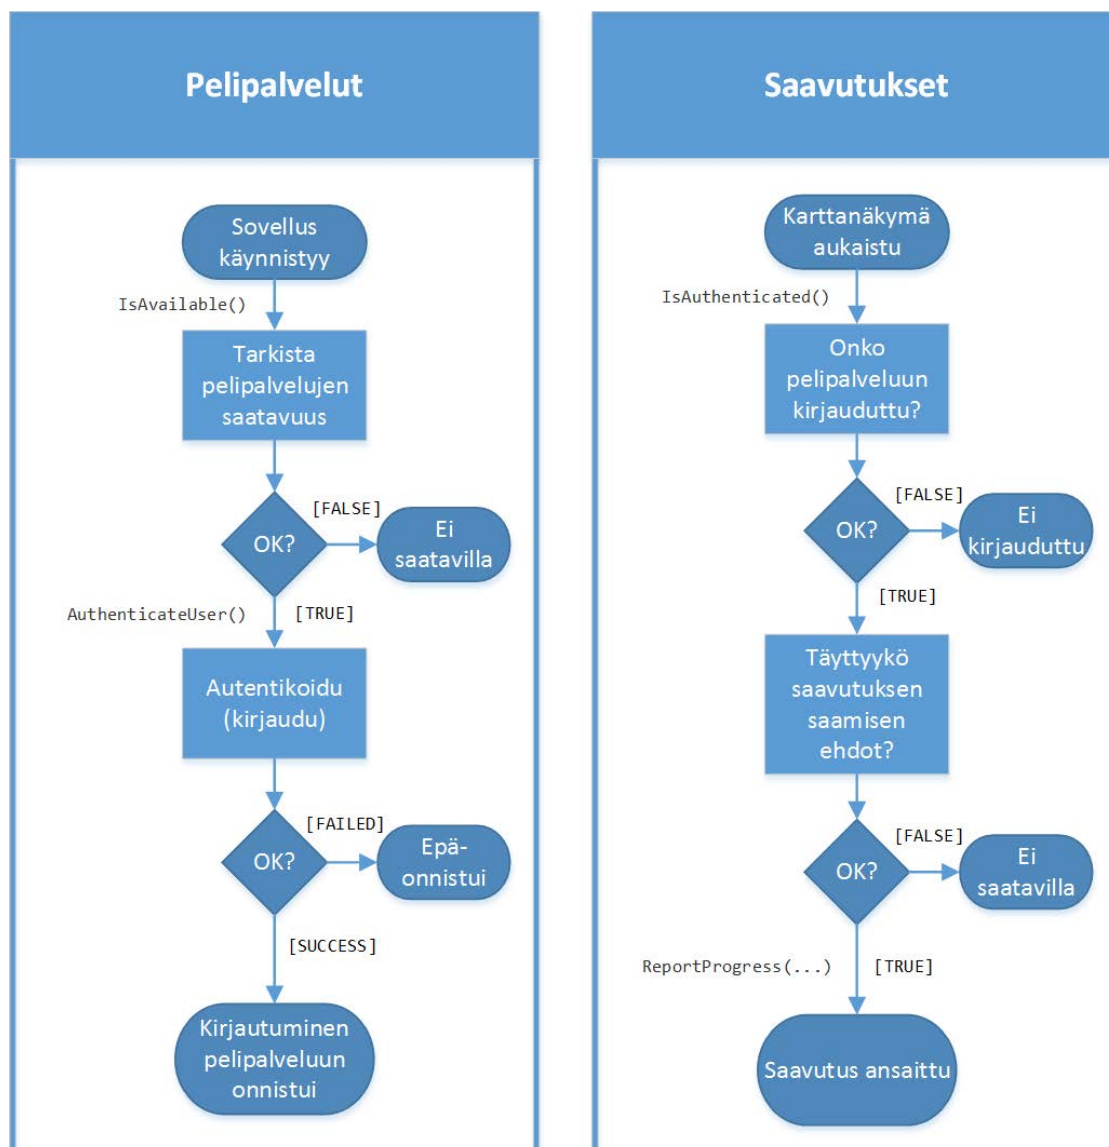 Pelipalvelut
Sovellus
käynnistyy
IsAvailable()
Tarkista
pelipalvelujen
saatavuus
[FALSE]
OK?
Ei
saatavilla
AuthenticateUser()
[TRUE]
Autentikoidu
(kirjaudu)
[FAILED]
OK?
Epä-
onnistui
[SUCCESS]
Kirjautuminen
pelipalveluun
onnistui
Saavutukset
Karttanäkymä
aukaistu
IsAuthenticated()
Onko
pelipalveluun
kirjauduttu?
[FALSE]
OK?
Ei
kirjauduttu
[TRUE]
Täyttyykö
saavutuksen
saamisen
ehdot?
[FALSE]
OK?
Ei
saatavilla
ReportProgress(...)
[TRUE]
Saavutus ansaittu